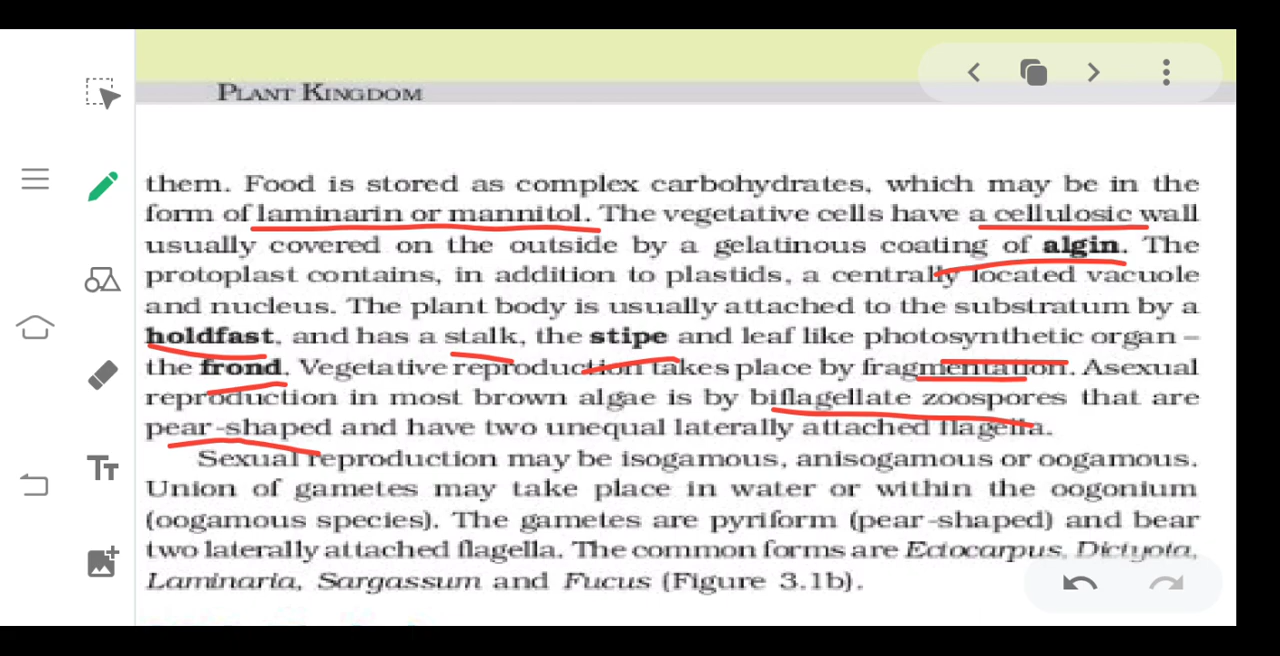 PLANT KINGDOM
them. Food is stored as complex carbohydrates, which may be in the
form of laminarin or mannitol. The vegetative cells have a cellulosic wall
usually covered on the outside by a gelatinous coating of algin. The
protoplast contains, in addition to plastids, a centrally located vacuole
and nucleus. The plant body is usually attached to the substratum by a
holdfast, and has a stalk, the stipe and leaf like photosynthetic organ –
the frond. Vegetative reproduction takes place by fragmentation. Asexual
reproduction in most brown algae is by biflagellate zoospores that are
pear-shaped and have two unequal laterally attached flagella.
Sexual reproduction may be isogamous, anisogamous or oogamous.
Union of gametes may take place in water or within the oogonium
(oogamous species). The gametes are pyriform (pear-shaped) and bear
two laterally attached flagella. The common forms are Ectocarpus, Dictyota,
Laminaria, Sargassum and Fucus (Figure 3.1b).
TT